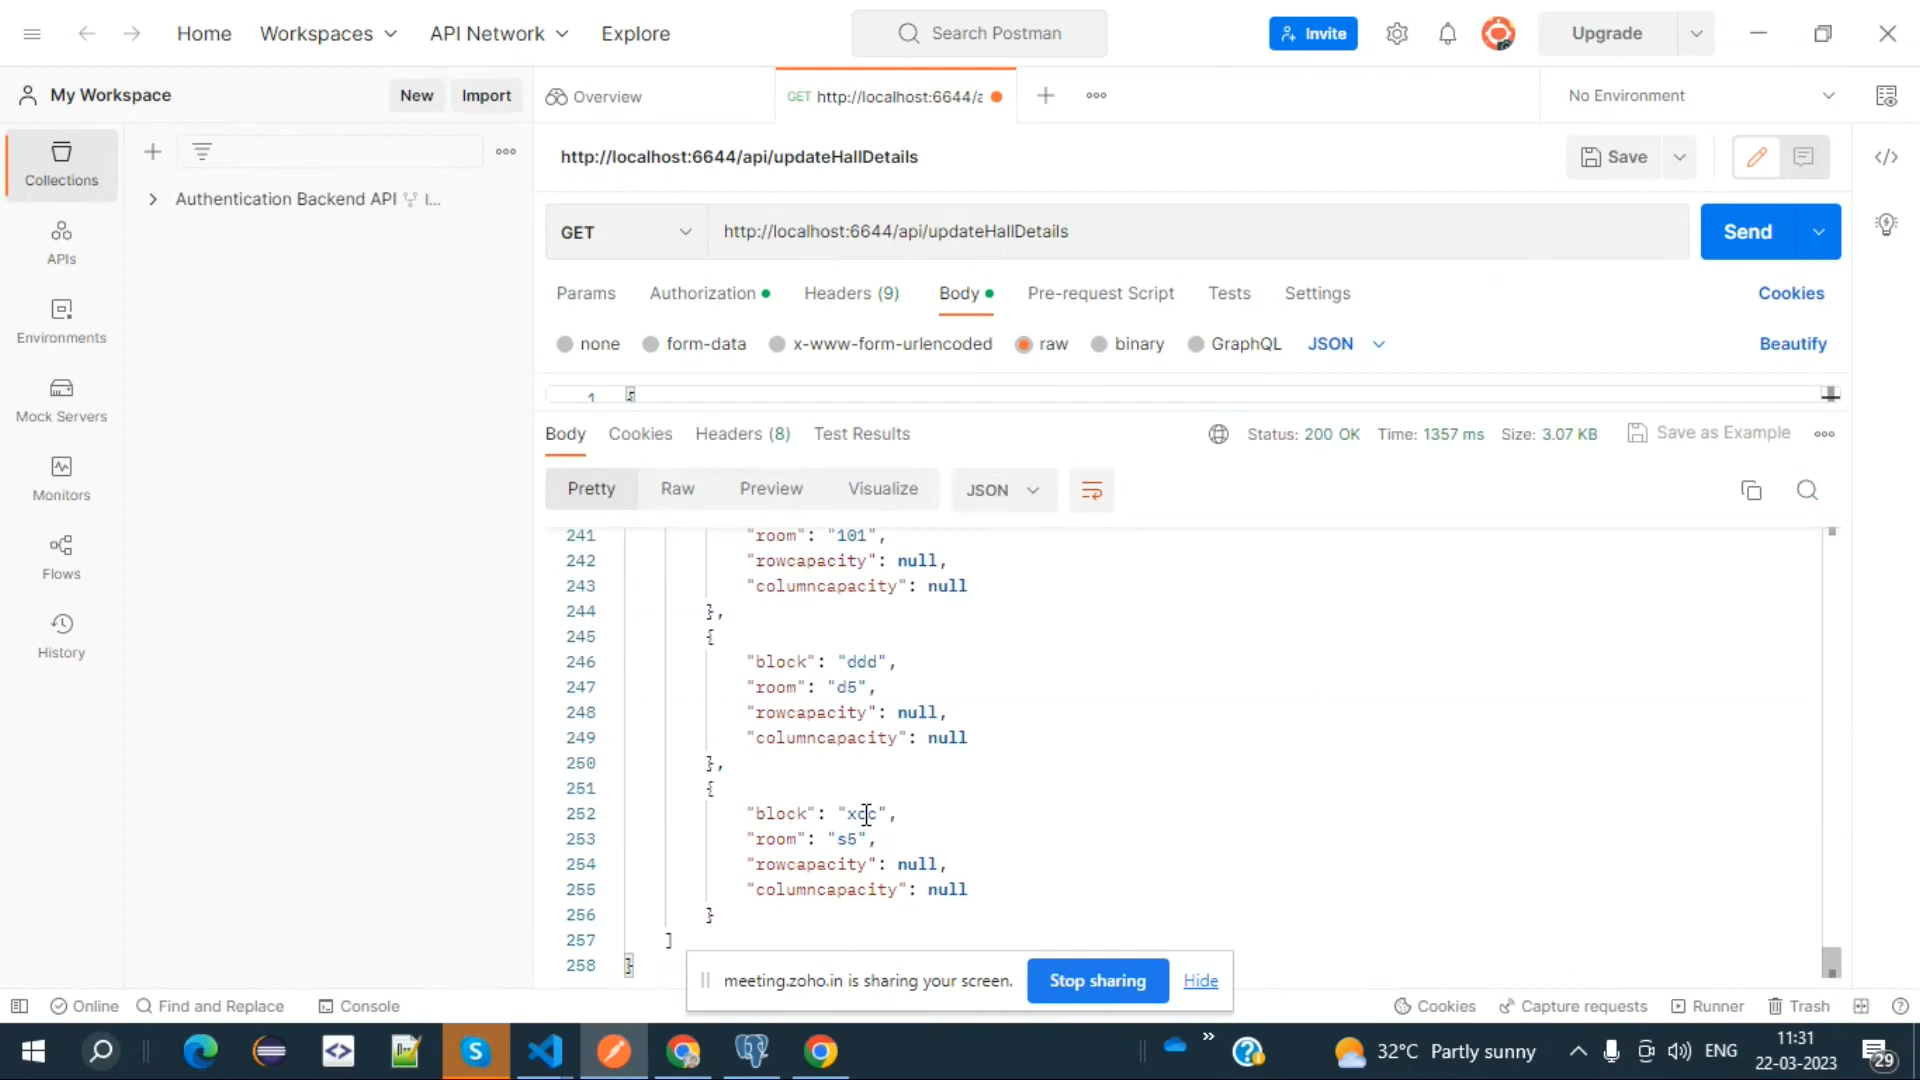 Home Workspaces API Network Explore Search Postman Invite Upgrade
My Workspace New Import Overview GET http://localhost:6644/a No Environment
Collections
Authentication Backend API I...
APIs
Environments
Mock Servers
Monitors
Flows
History
http://localhost:6644/api/updateHallDetails Save
GET http://localhost:6644/api/updateHallDetails Send
Params Authorization Headers (9) Body Pre-request Script Tests Settings Cookies
none form-data x-www-form-urlencoded raw binary GraphQL JSON Beautify
1 {
Body Cookies Headers (8) Test Results Status: 200 OK Time: 1357 ms Size: 3.07 KB Save as Example
Pretty Raw Preview Visualize JSON
241 "room": "101",
242 "rowcapacity": null,
243 "columncapacity": null
244 },
245 {
246 "block": "ddd",
247 "room": "d5",
248 "rowcapacity": null,
249 "columncapacity": null
250 },
251 {
252 "block": "xcc",
253 "room": "s5",
254 "rowcapacity": null,
255 "columncapacity": null
256 }
257 ]
258 }
meeting.zoho.in is sharing your screen. Stop sharing Hide
Online Find and Replace Console Cookies Capture requests Runner Trash
32°C Partly sunny ENG 11:31
22-03-2023 29